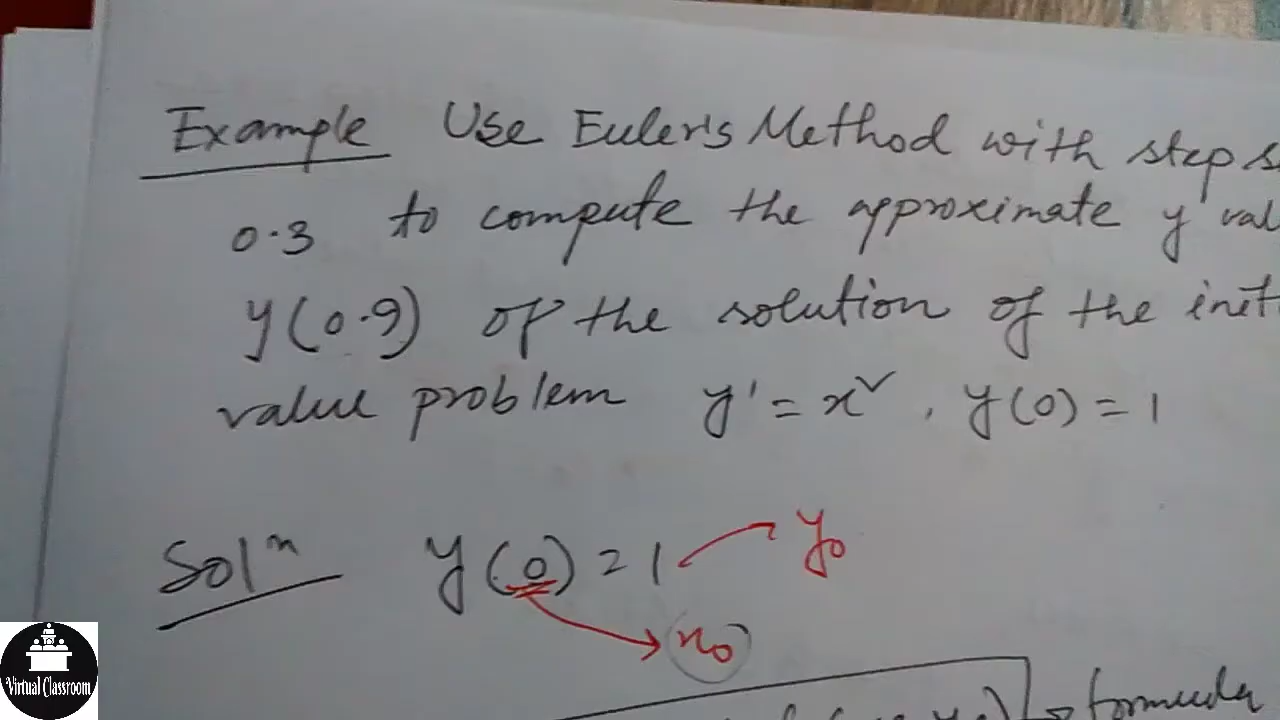 Example Use Euler's Method with step s
0.3 to compute the approximate y val
y(0.9) of the solution of the init
value problem y' = x², y(0) = 1
Solⁿ y(0) = 1 y₀
x₀
formula
Virtual Classroom